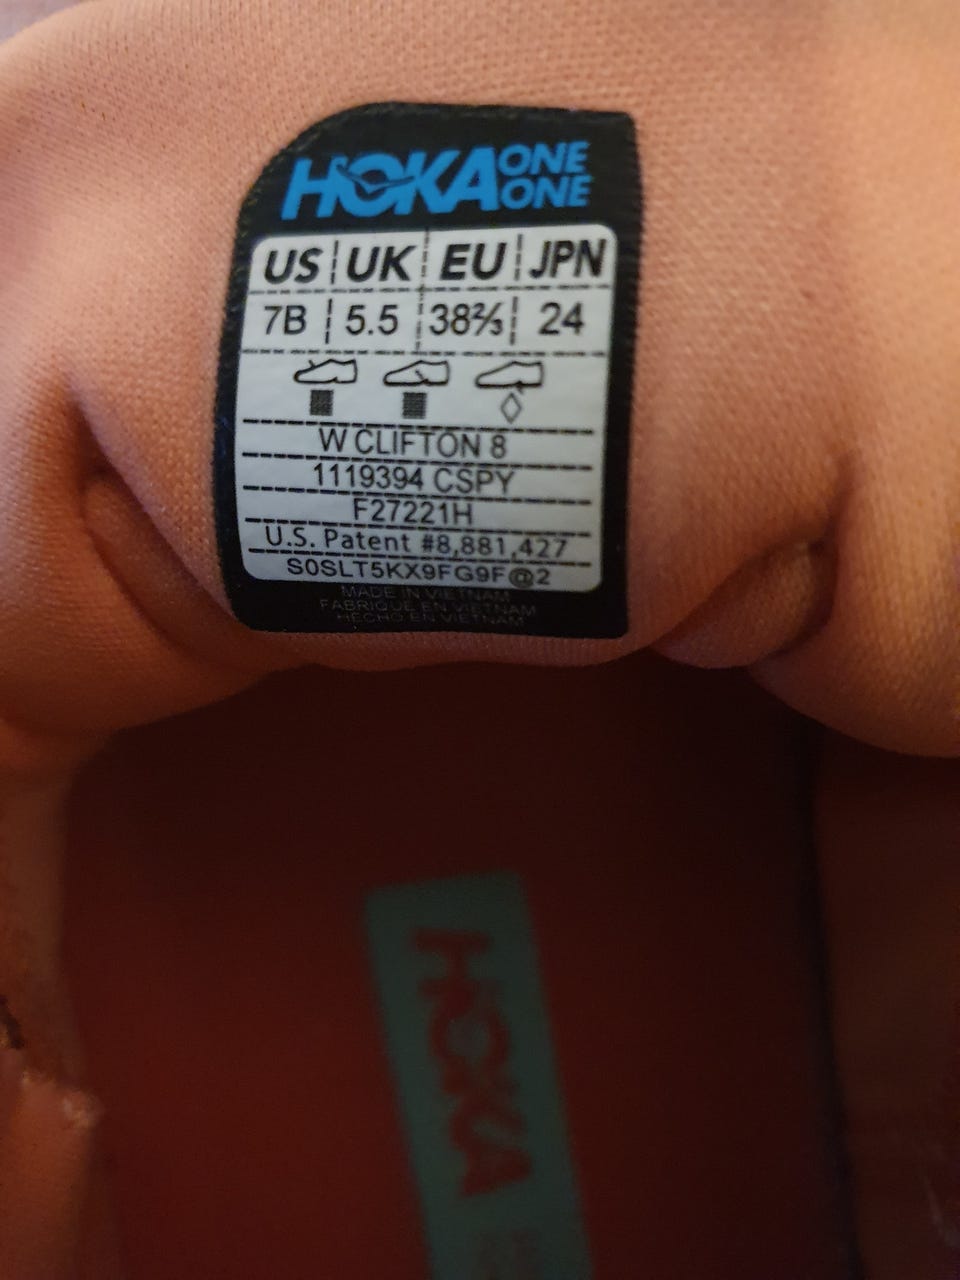 HOKA ONE ONE
US UK EU JPN
7B 5.5 38⅔ 24
W CLIFTON 8
1119394 CSPY
F27221H
U.S. Patent #8,881,427
S0SLT5KX9FG9F@2
MADE IN VIETNAM
FABRIQUE EN VIETNAM
HECHO EN VIETNAM
HOKA